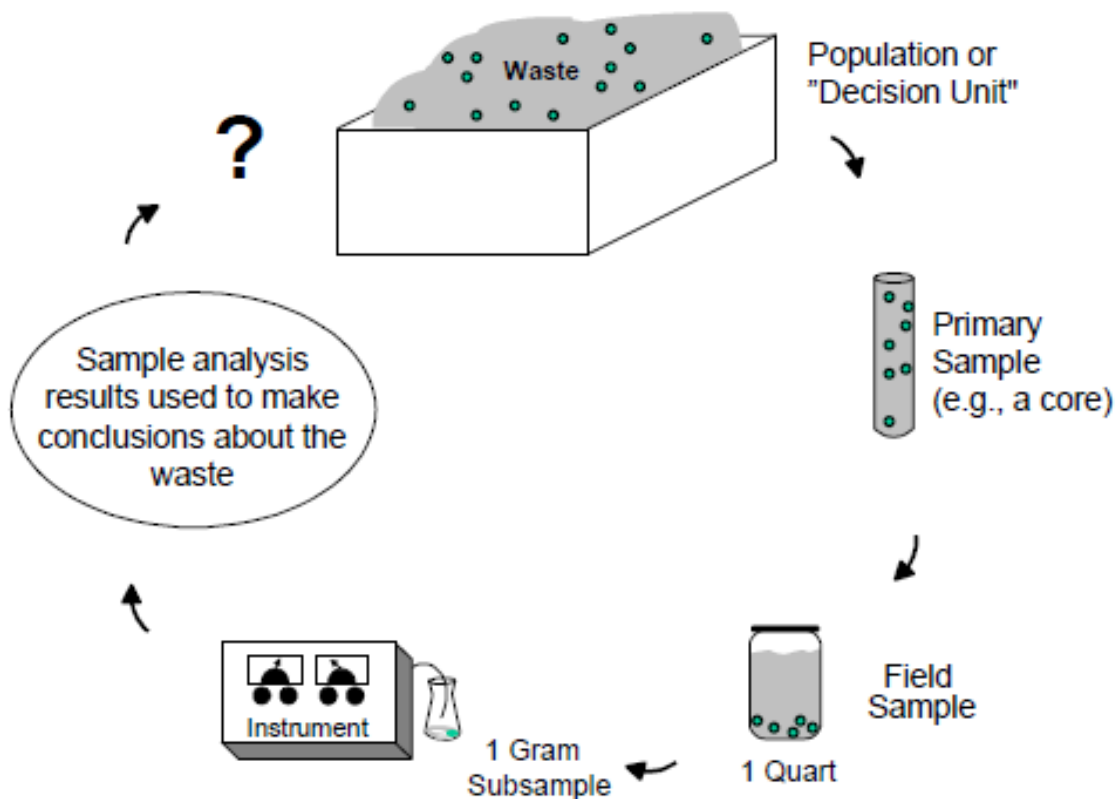 Waste
Population or
”Decision Unit"
?
Primary
Sample
(e.g., a core)
Field
Sample
1 Quart
1 Gram
Subsample
Instrument
Sample analysis
results used to make
conclusions about the
waste